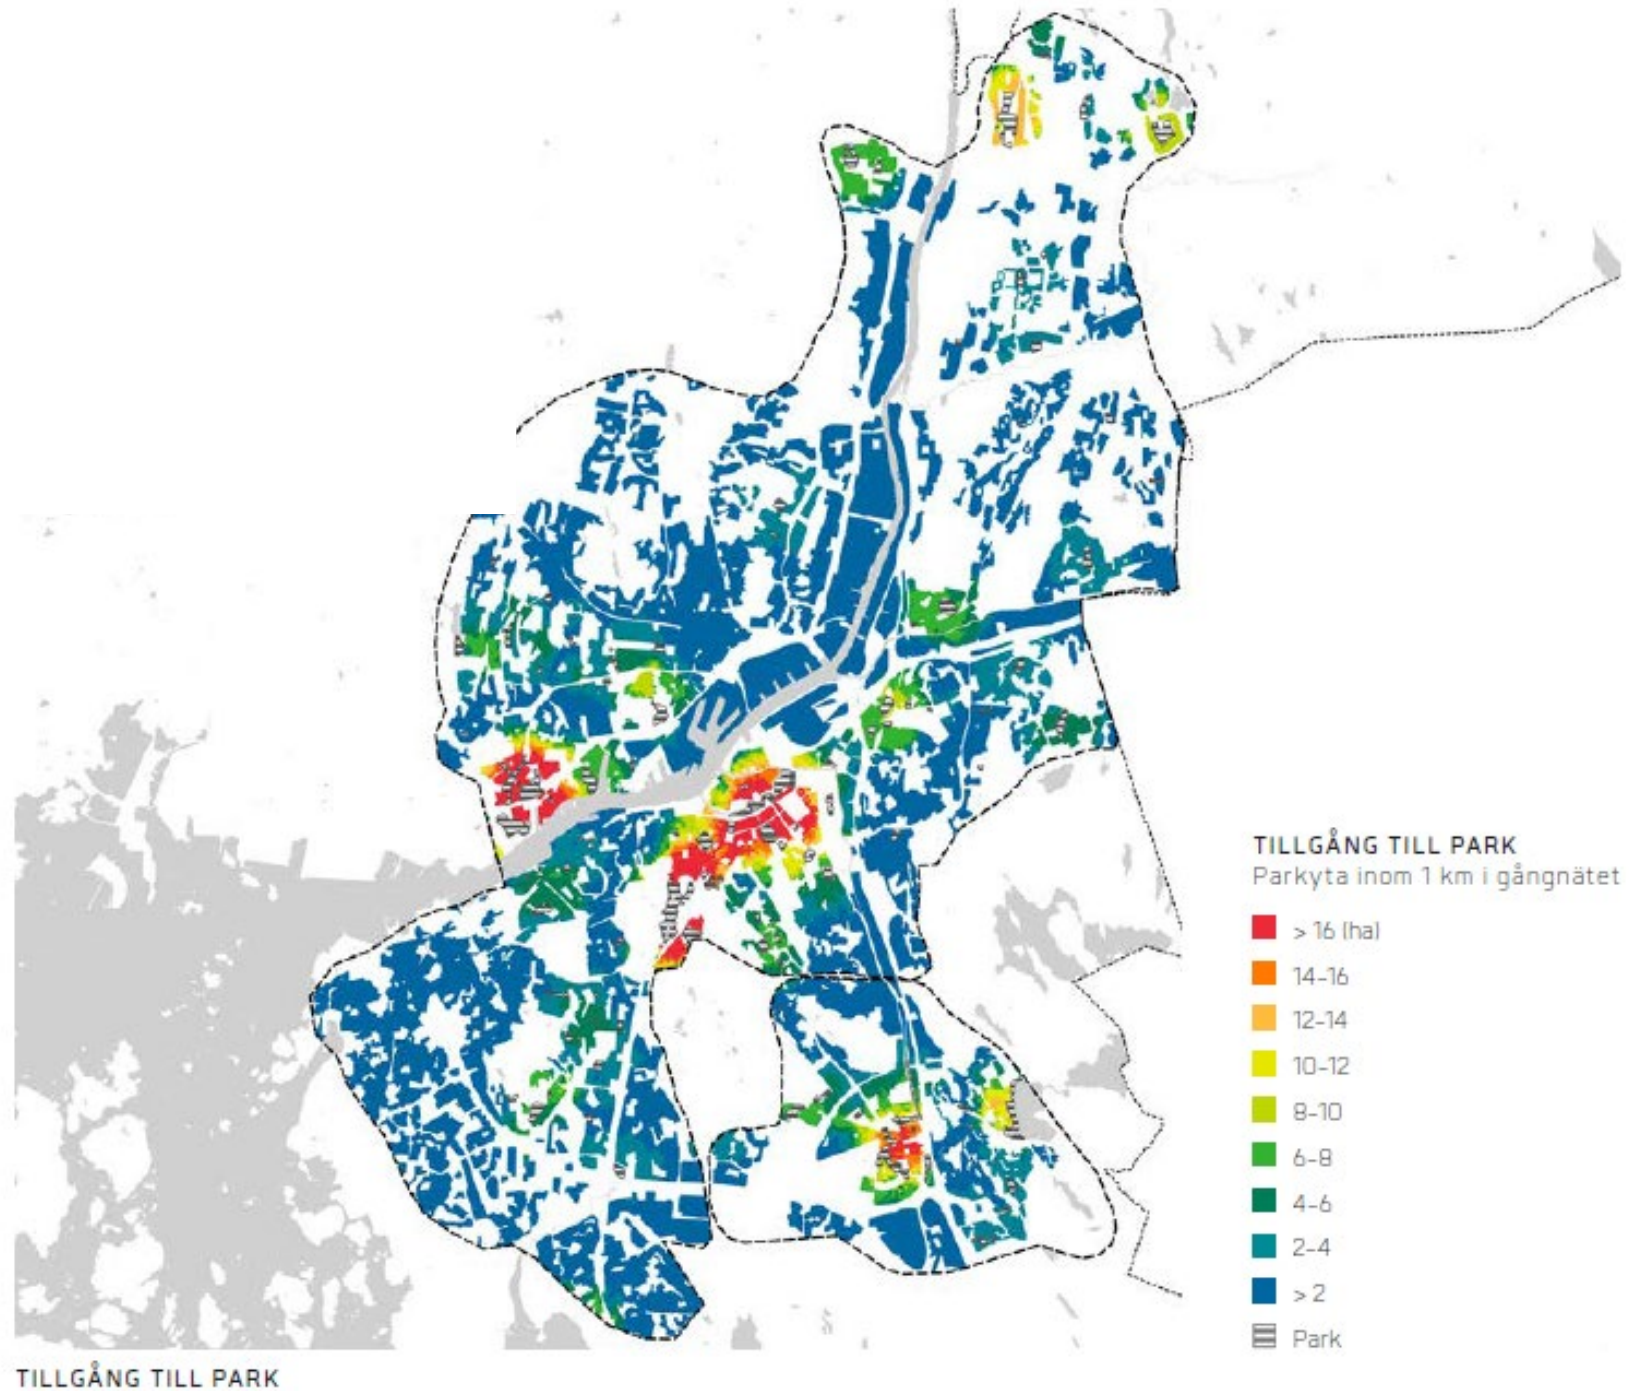 TILLGÅNG TILL PARK
Parkyta inom 1 km i gångnätet
> 16 (ha)
14-16
12-14
10-12
8-10
6-8
4-6
2-4
> 2
Park
TILLGÅNG TILL PARK